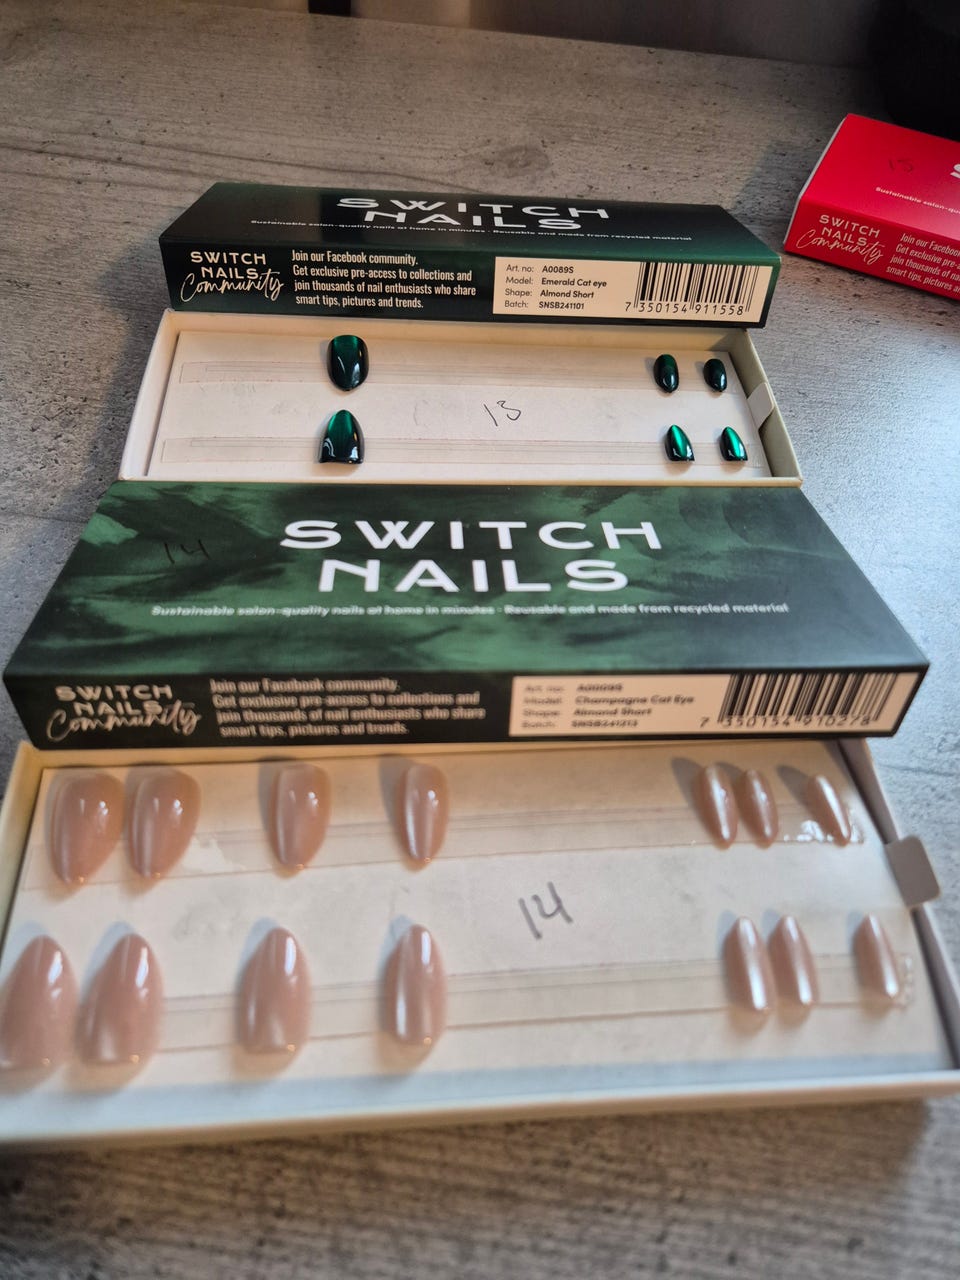 SWITCH
NAILS
Sustainable salon-quality nails at home in minutes · Reusable and made from recycled material
SWITCH
NAILS
Community
Join our Facebook community.
Get exclusive pre-access to collections and
join thousands of nail enthusiasts who share
smart tips, pictures and trends.
Art. no: A0089S
Model: Emerald Cat eye
Shape: Almond Short
Batch: SNSB241101
7 350154 911558
15
Sustainable salon-qu
SWITCH
NAILS
Community
Join our Facebook
Get exclusive pre-
join thousands of na
smart tips, pictures a
13
14
SWITCH
NAILS
Sustainable salon-quality nails at home in minutes · Reusable and made from recycled material
SWITCH
NAILS
Community
Join our Facebook community.
Get exclusive pre-access to collections and
join thousands of nail enthusiasts who share
smart tips, pictures and trends.
Art. no:
Model: Champagne Cat Eye
Shape: Almond Short
Batch: SNSB241213
7 350154 910278
14